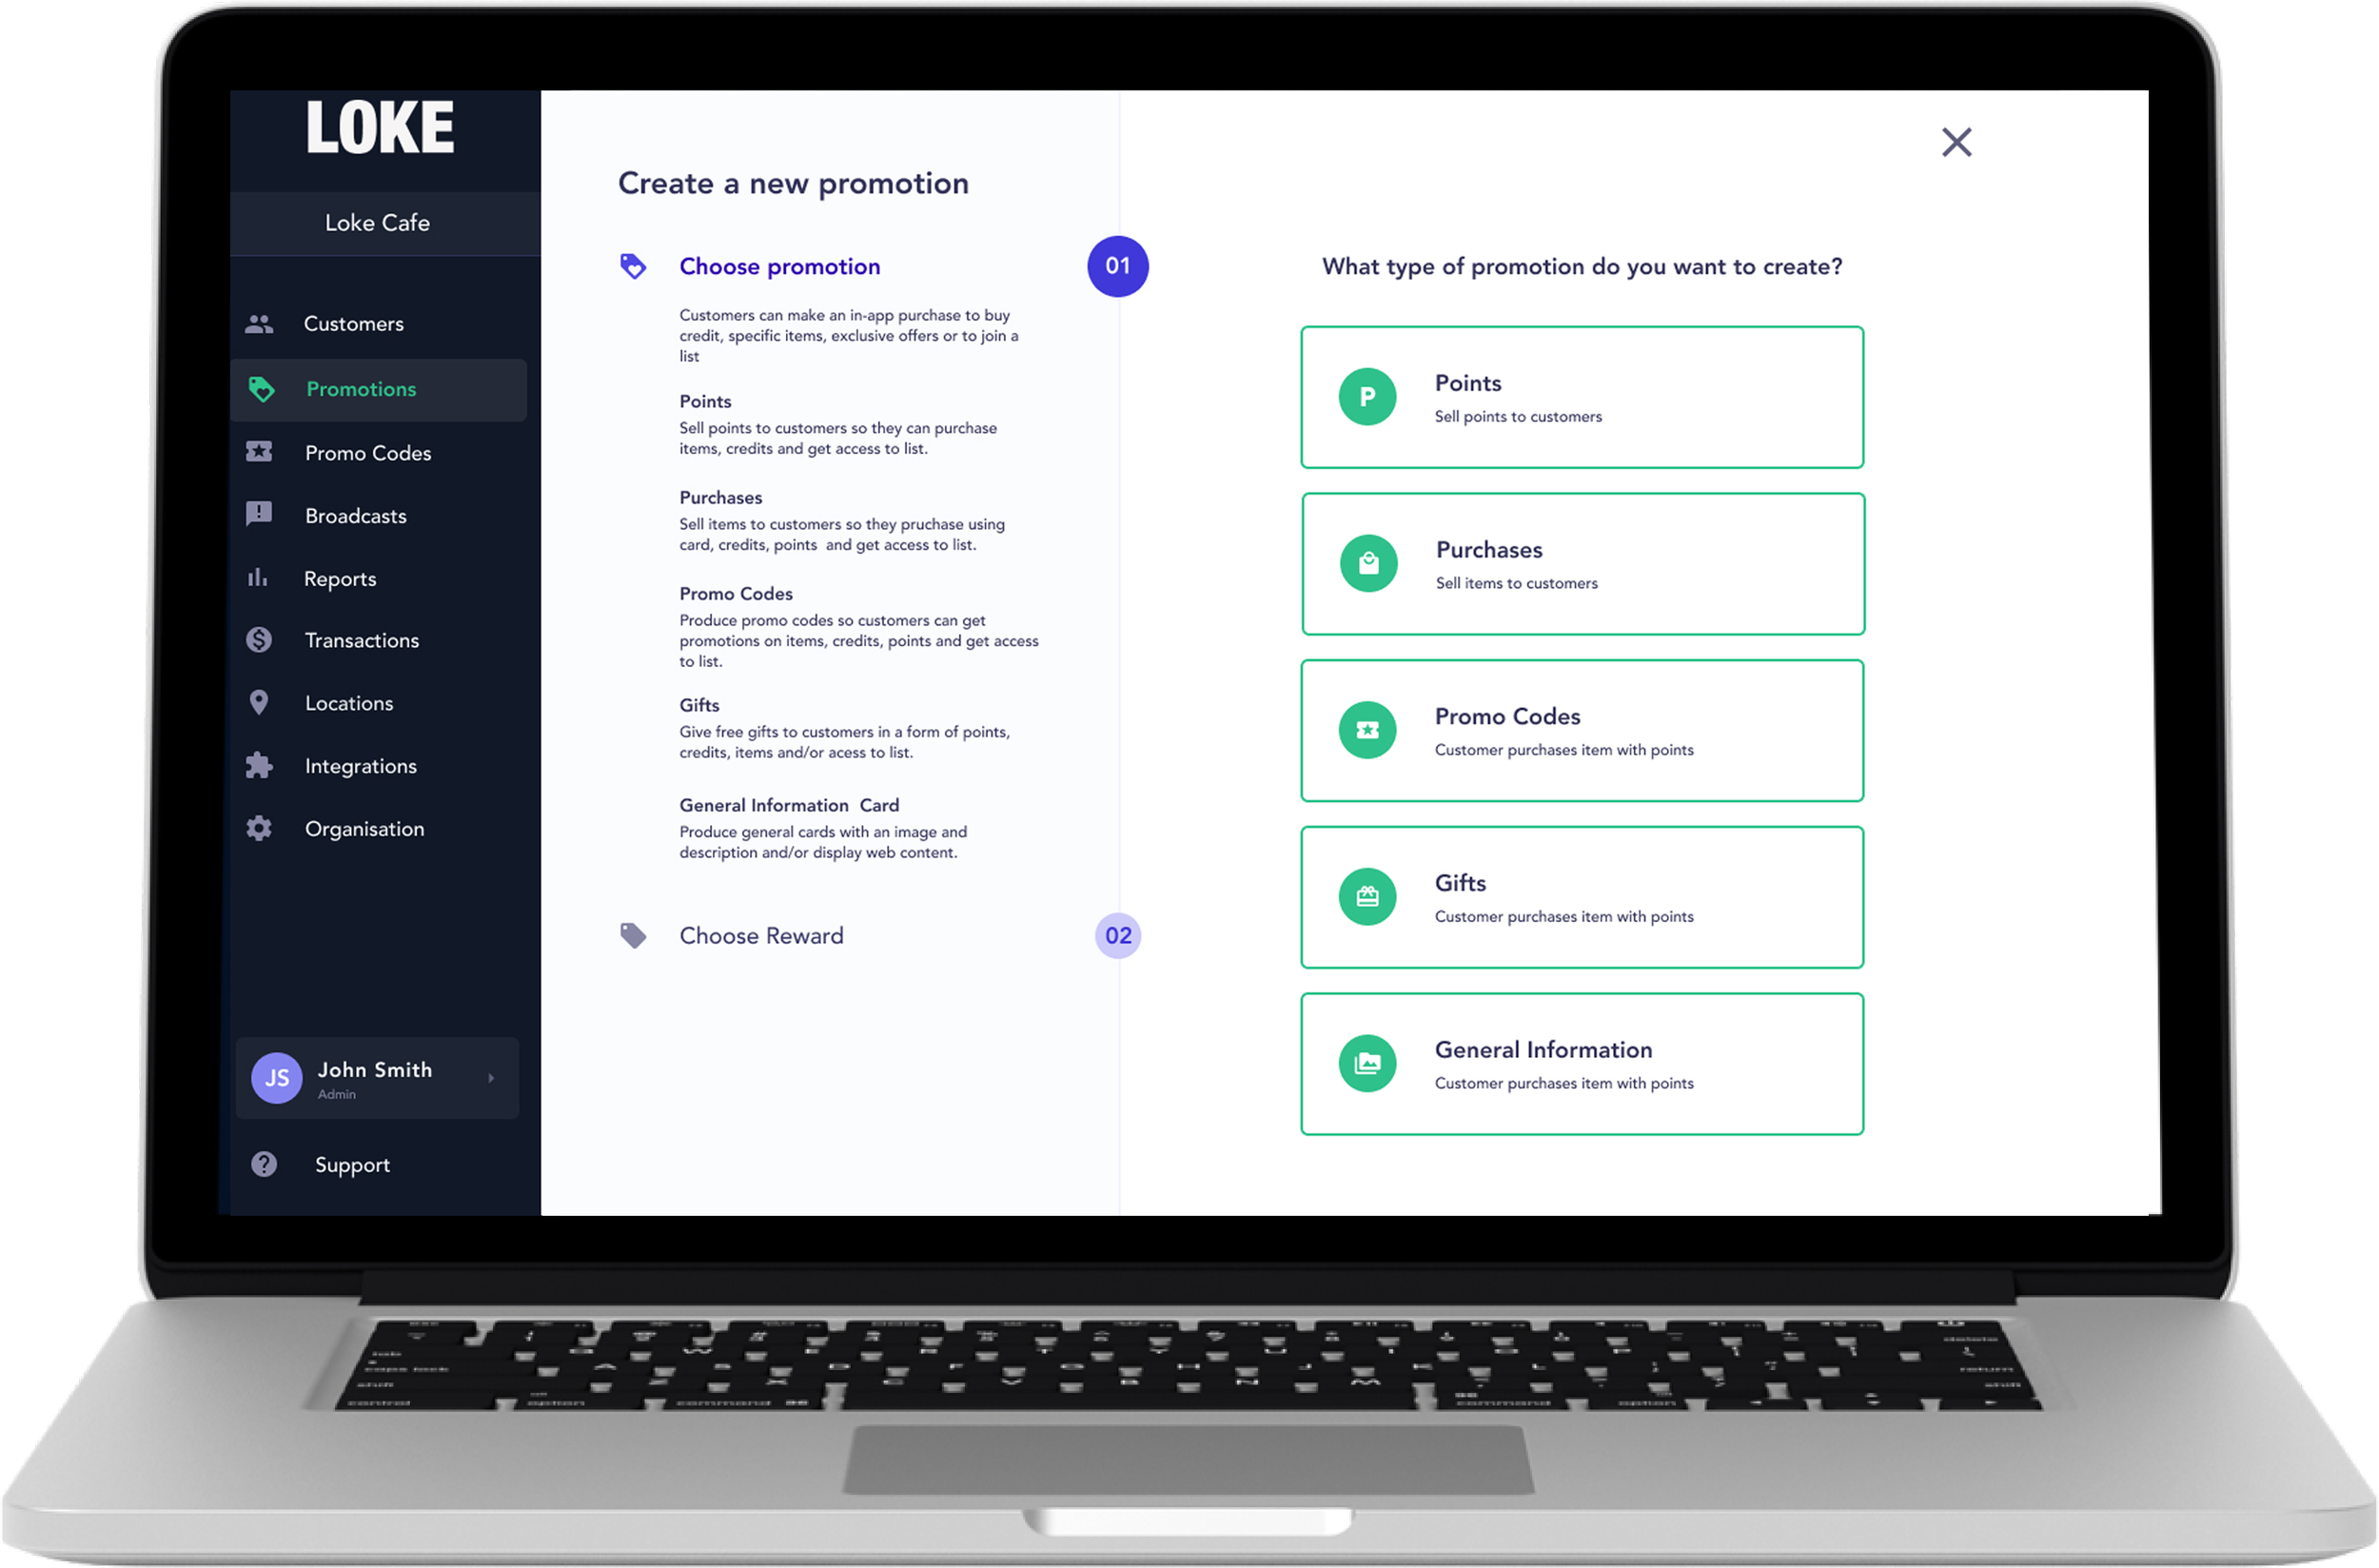 LOKE
Loke Cafe
Customers
Promotions
Promo Codes
Broadcasts
Reports
Transactions
Locations
Integrations
Organisation
JS
John Smith
Admin
Support
Create a new promotion
Choose promotion
01
Customers can make an in-app purchase to buy
credit, specific items, exclusive offers or to join a
list
Points
Sell points to customers so they can purchase
items, credits and get access to list.
Purchases
Sell items to customers so they pruchase using
card, credits, points  and get access to list.
Promo Codes
Produce promo codes so customers can get
promotions on items, credits, points and get access
to list.
Gifts
Give free gifts to customers in a form of points,
credits, items and/or acess to list.
General Information  Card
Produce general cards with an image and
description and/or display web content.
Choose Reward
02
What type of promotion do you want to create?
P
Points
Sell points to customers
Purchases
Sell items to customers
Promo Codes
Customer purchases item with points
Gifts
Customer purchases item with points
General Information
Customer purchases item with points
control
option
command
command
option
return